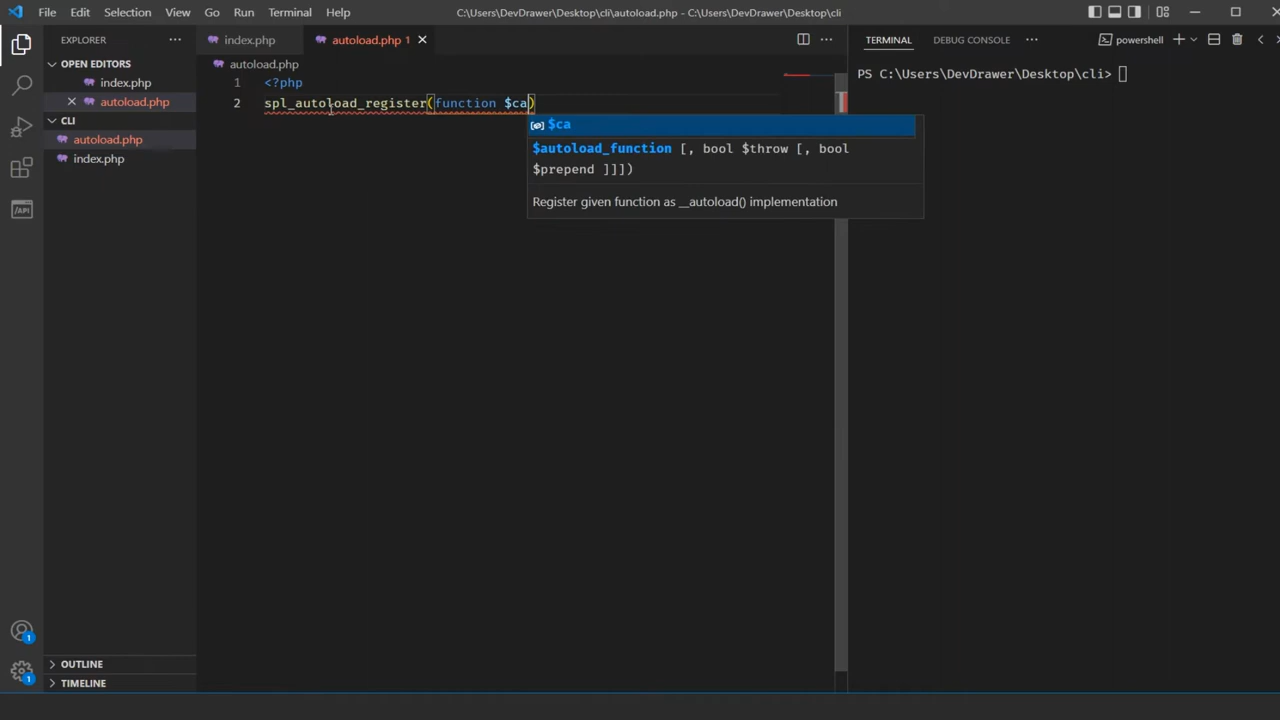 File Edit Selection View Go Run Terminal Help
C:\Users\DevDrawer\Desktop\cli\autoload.php - C:\Users\DevDrawer\Desktop\cli
EXPLORER
OPEN EDITORS
index.php
autoload.php
CLI
autoload.php
index.php
OUTLINE
TIMELINE
/API
1
1
index.php
autoload.php 1
autoload.php
1 <?php
2 spl_autoload_register(function $ca)
$ca
$autoload_function [, bool $throw [, bool
$prepend ]]])
Register given function as __autoload() implementation
TERMINAL DEBUG CONSOLE
powershell
PS C:\Users\DevDrawer\Desktop\cli>